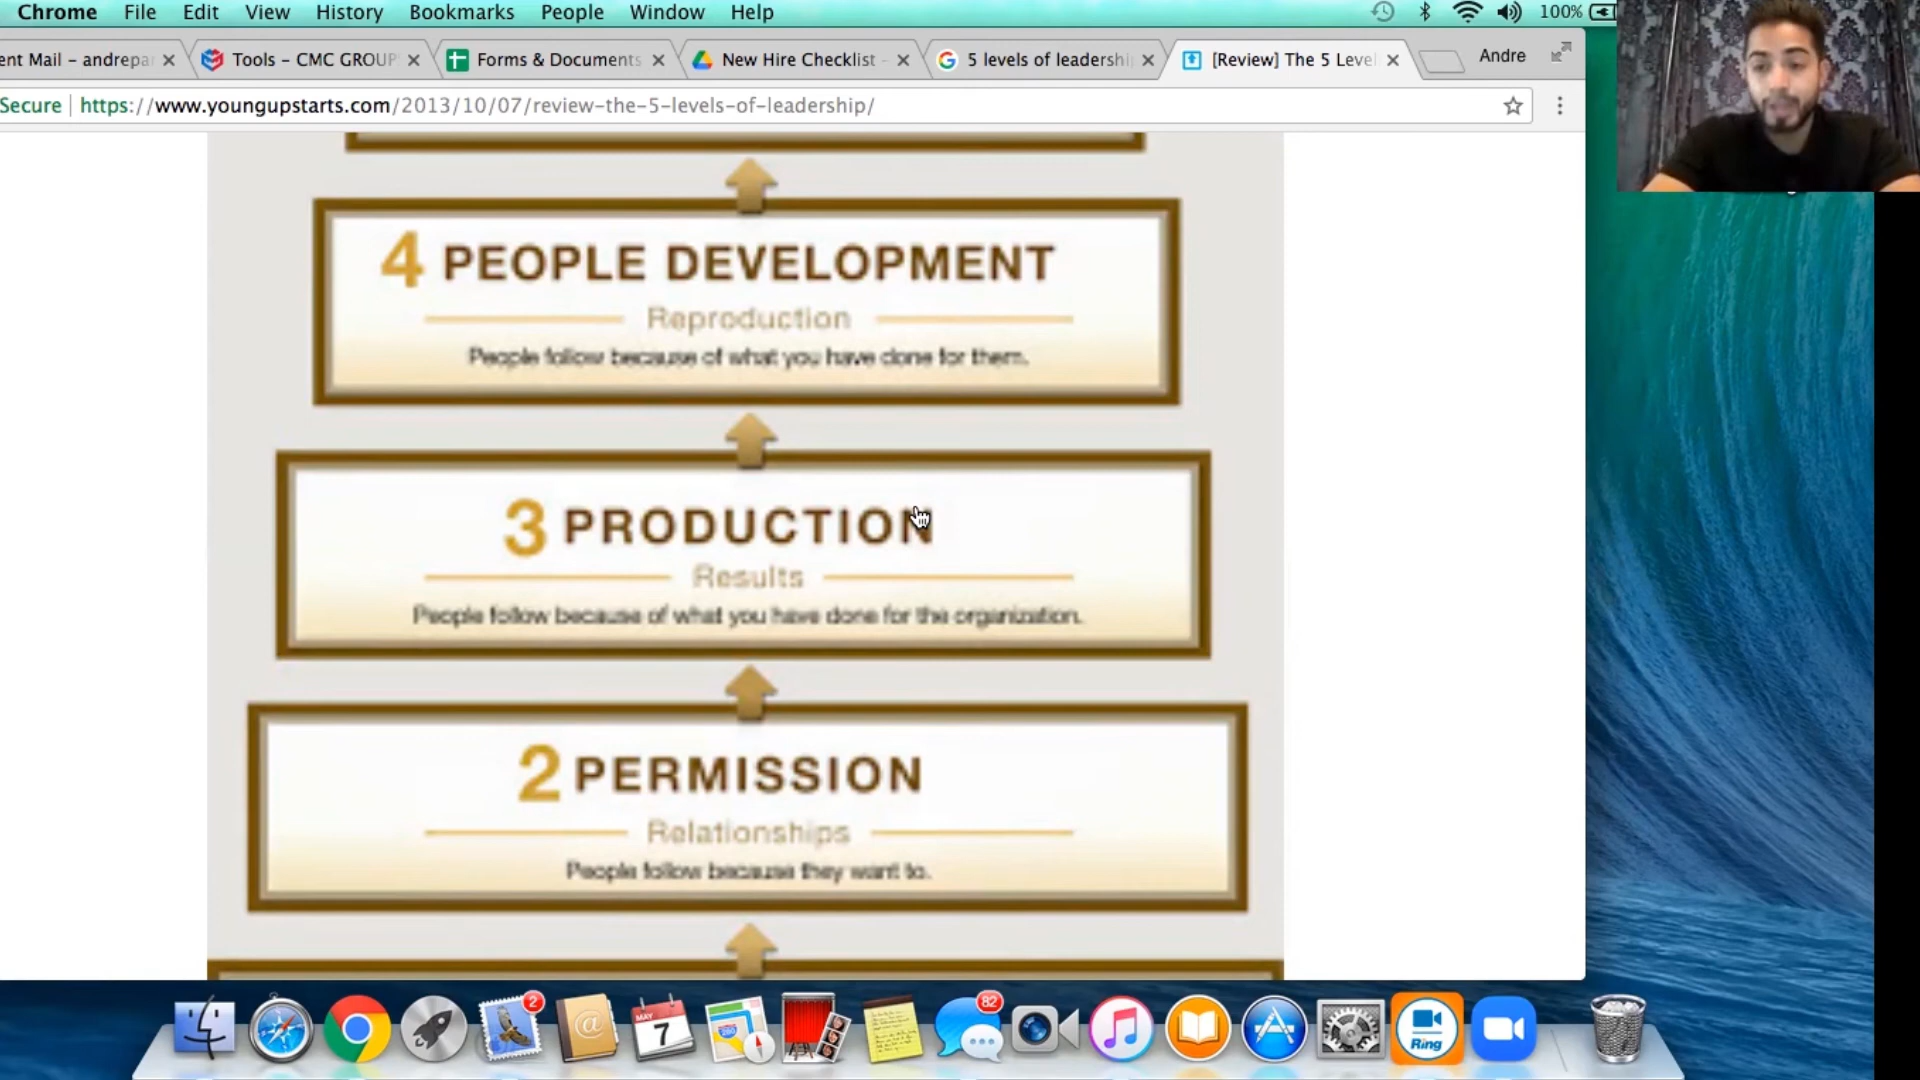 Chrome File Edit View History Bookmarks People Window Help 100%
ent Mail - andrepa Tools - CMC GROUP Forms & Documents New Hire Checklist - 5 levels of leadershi [Review] The 5 Leve Andre
Secure https://www.youngupstarts.com/2013/10/07/review-the-5-levels-of-leadership/
4 PEOPLE DEVELOPMENT
Reproduction
People follow because of what you have done for them.
3 PRODUCTION
Results
People follow because of what you have done for the organization.
2 PERMISSION
Relationships
People follow because they want to.
2 MAY 82
7 Ring